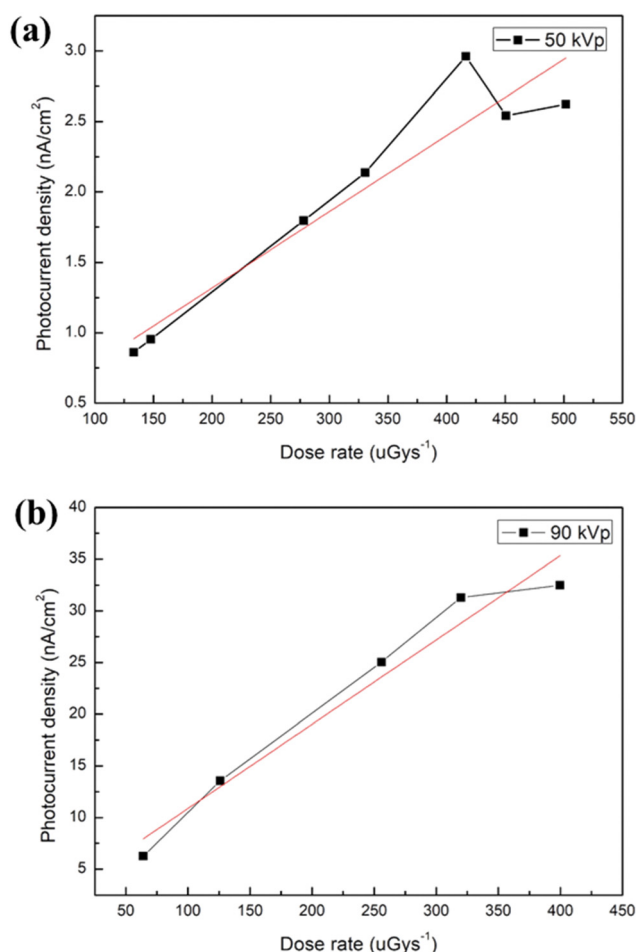 (a)
50 kVp
3.0
2.5
2.0
1.5
1.0
0.5
Photocurrent density (nA/cm²)
100 150 200 250 300 350 400 450 500 550
Dose rate (uGys⁻¹)
(b)
90 kVp
40
35
30
25
20
15
10
5
Photocurrent density (nA/cm²)
50 100 150 200 250 300 350 400 450
Dose rate (uGys⁻¹)